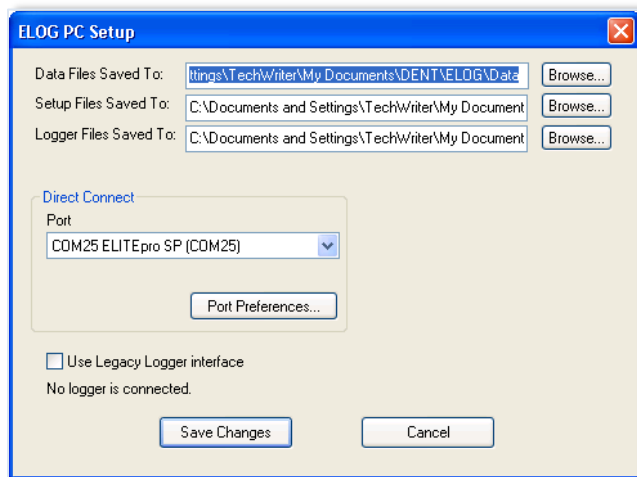 ELOG PC Setup
Data Files Saved To: ttings\TechWriter\My Documents\DENT\ELOG\Data Browse...
Setup Files Saved To: C:\Documents and Settings\TechWriter\My Document Browse...
Logger Files Saved To: C:\Documents and Settings\TechWriter\My Document Browse...
Direct Connect
Port
COM25 ELITEpro SP (COM25)
Port Preferences...
Use Legacy Logger interface
No logger is connected.
Save Changes Cancel